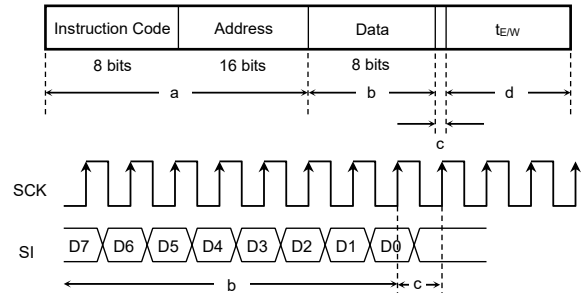 Instruction Code Address Data tE/W
8 bits 16 bits 8 bits
a b d
c
SCK
SI D7 D6 D5 D4 D3 D2 D1 D0
b c